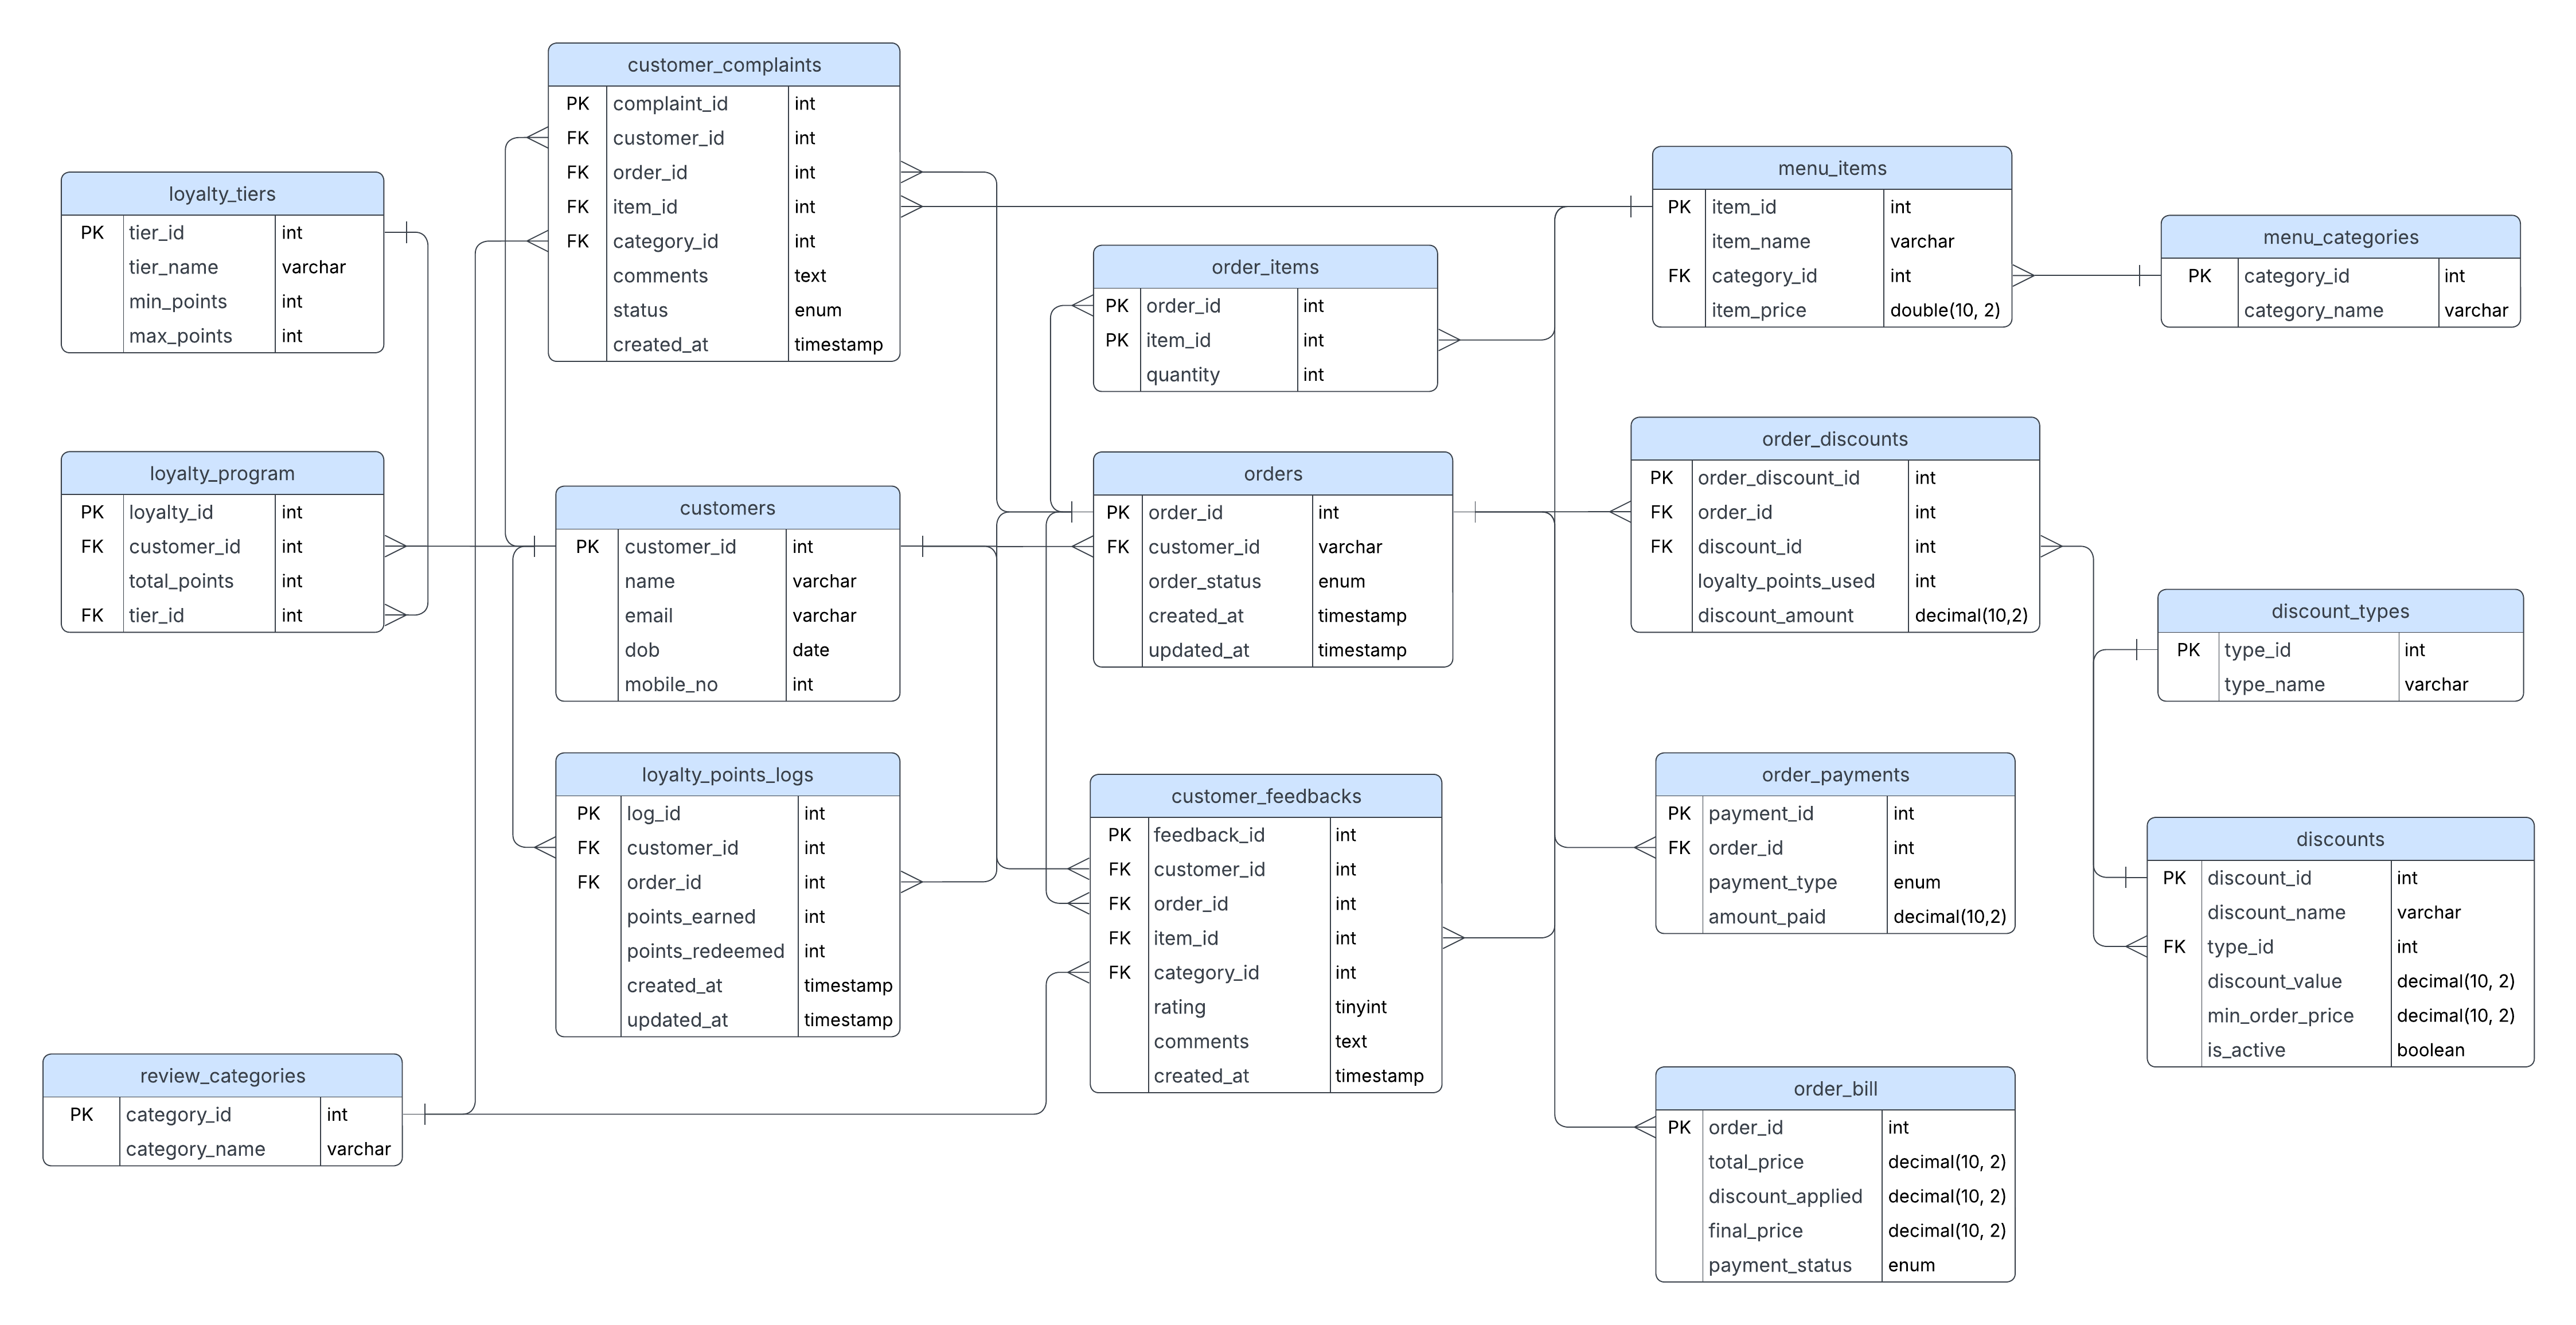 customer_complaints
PK complaint_id int
FK customer_id int
FK order_id int
FK item_id int
FK category_id int
comments text
status enum
created_at timestamp
loyalty_tiers
PK tier_id int
tier_name varchar
min_points int
max_points int
loyalty_program
PK loyalty_id int
FK customer_id int
total_points int
FK tier_id int
customers
PK customer_id int
name varchar
email varchar
dob date
mobile_no int
loyalty_points_logs
PK log_id int
FK customer_id int
FK order_id int
points_earned int
points_redeemed int
created_at timestamp
updated_at timestamp
review_categories
PK category_id int
category_name varchar
order_items
PK order_id int
PK item_id int
quantity int
orders
PK order_id int
FK customer_id varchar
order_status enum
created_at timestamp
updated_at timestamp
customer_feedbacks
PK feedback_id int
FK customer_id int
FK order_id int
FK item_id int
FK category_id int
rating tinyint
comments text
created_at timestamp
menu_items
PK item_id int
item_name varchar
FK category_id int
item_price double(10, 2)
menu_categories
PK category_id int
category_name varchar
order_discounts
PK order_discount_id int
FK order_id int
FK discount_id int
loyalty_points_used int
discount_amount decimal(10,2)
discount_types
PK type_id int
type_name varchar
order_payments
PK payment_id int
FK order_id int
payment_type enum
amount_paid decimal(10,2)
discounts
PK discount_id int
discount_name varchar
FK type_id int
discount_value decimal(10, 2)
min_order_price decimal(10, 2)
is_active boolean
order_bill
PK order_id int
total_price decimal(10, 2)
discount_applied decimal(10, 2)
final_price decimal(10, 2)
payment_status enum